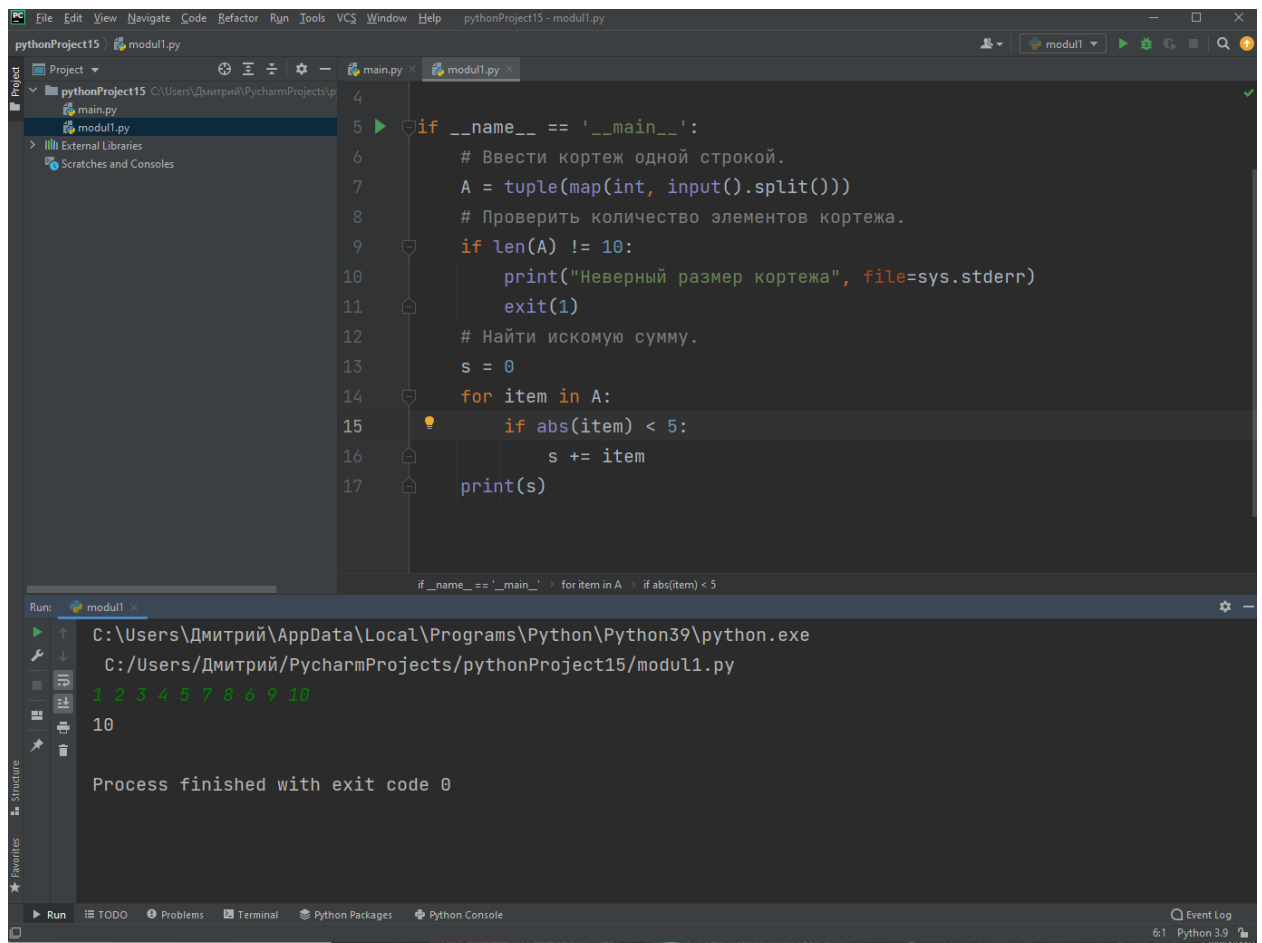 PC File Edit View Navigate Code Refactor Run Tools VCS Window Help pythonProject15 - modul1.py
pythonProject15 modul1.py modul1
Project
Project main.py modul1.py
pythonProject15 C:\Users\Дмитрий\PycharmProjects\p
main.py
modul1.py
External Libraries
Scratches and Consoles
4
5 if __name__ == '__main__':
6 # Ввести кортеж одной строкой.
7 A = tuple(map(int, input().split()))
8 # Проверить количество элементов кортежа.
9 if len(A) != 10:
10 print("Неверный размер кортежа", file=sys.stderr)
11 exit(1)
12 # Найти искомую сумму.
13 s = 0
14 for item in A:
15 if abs(item) < 5:
16 s += item
17 print(s)
if __name__ == '__main__' for item in A if abs(item) < 5
Run: modul1
C:\Users\Дмитрий\AppData\Local\Programs\Python\Python39\python.exe
C:/Users/Дмитрий/PycharmProjects/pythonProject15/modul1.py
1 2 3 4 5 7 8 6 9 10
10
Process finished with exit code 0
Structure
Favorites
Run TODO Problems Terminal Python Packages Python Console Event Log
6:1 Python 3.9